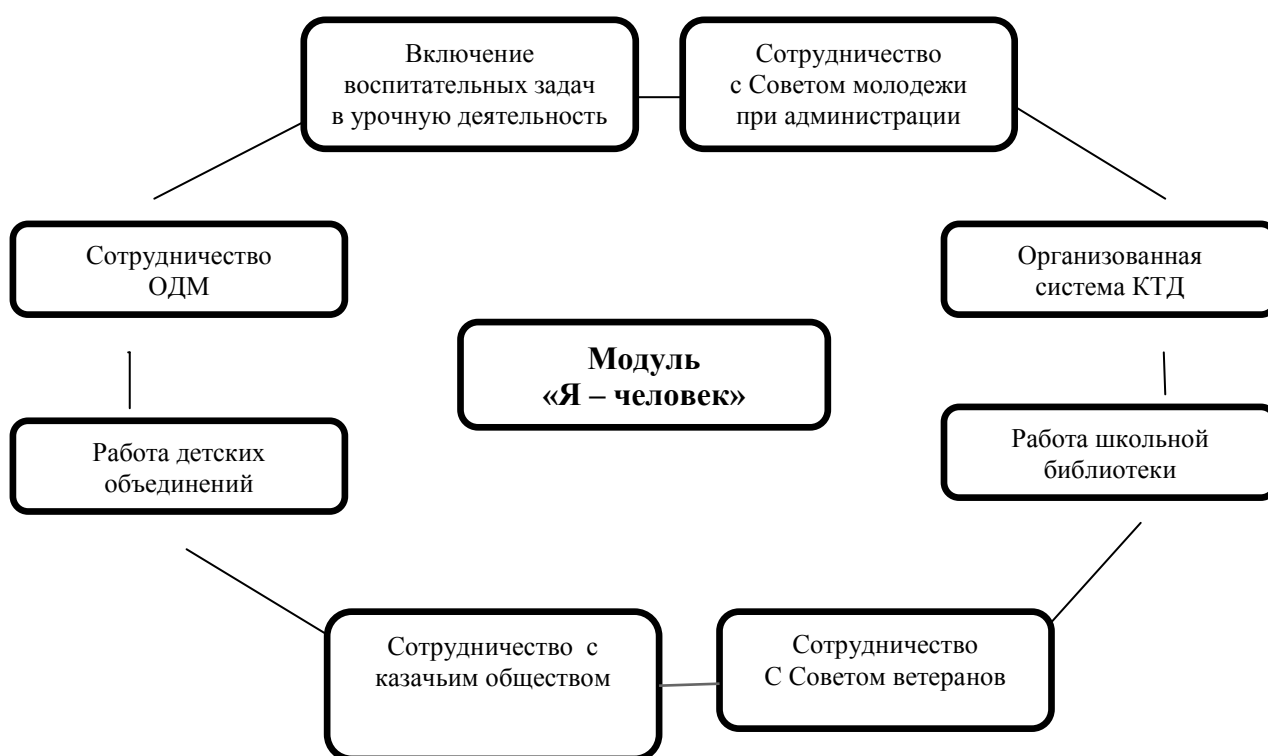 Включение
воспитательных задач
в урочную деятельность
Сотрудничество
с Советом молодежи
при администрации
Сотрудничество
ОДМ
Организованная
система КТД
Модуль
«Я – человек»
Работа детских
объединений
Работа школьной
библиотеки
Сотрудничество с
казачьим обществом
Сотрудничество
С Советом ветеранов